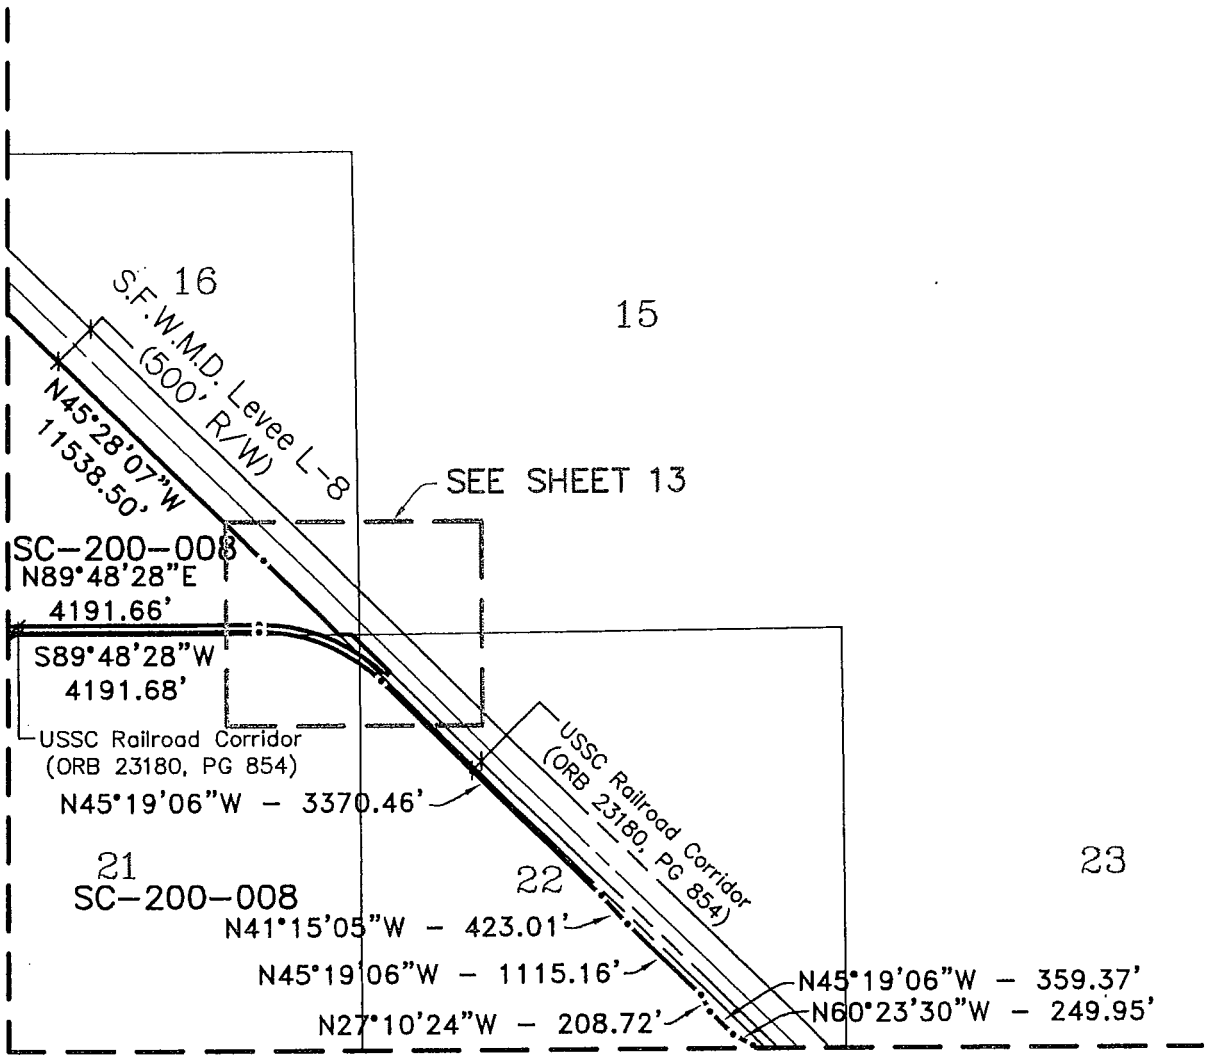 16
15
S.F.W.M.D. Levee L-8
(500' R/W)
N45°28'07"W
11538.50'
SEE SHEET 13
SC-200-008
N89°48'28"E
4191.66'
S89°48'28"W
4191.68'
USSC Railroad Corridor
(ORB 23180, PG 854)
USSC Railroad Corridor
(ORB 23180, PG 854)
N45°19'06"W - 3370.46'
21
22
23
SC-200-008
N41°15'05"W - 423.01'
N45°19'06"W - 1115.16'
N45°19'06"W - 359.37'
N27°10'24"W - 208.72'
N60°23'30"W - 249.95'